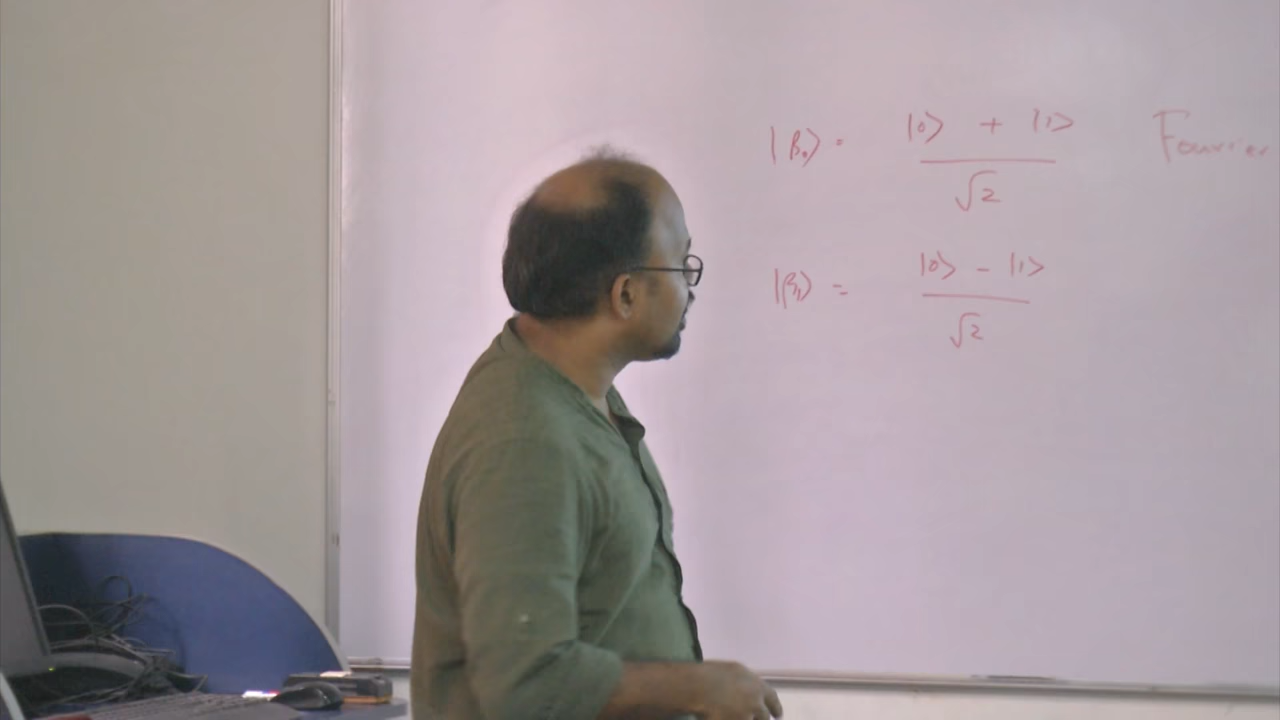 |β₀⟩ = |0⟩ + |1⟩ Fourier
√2
|β₁⟩ = |0⟩ - |1⟩
√2